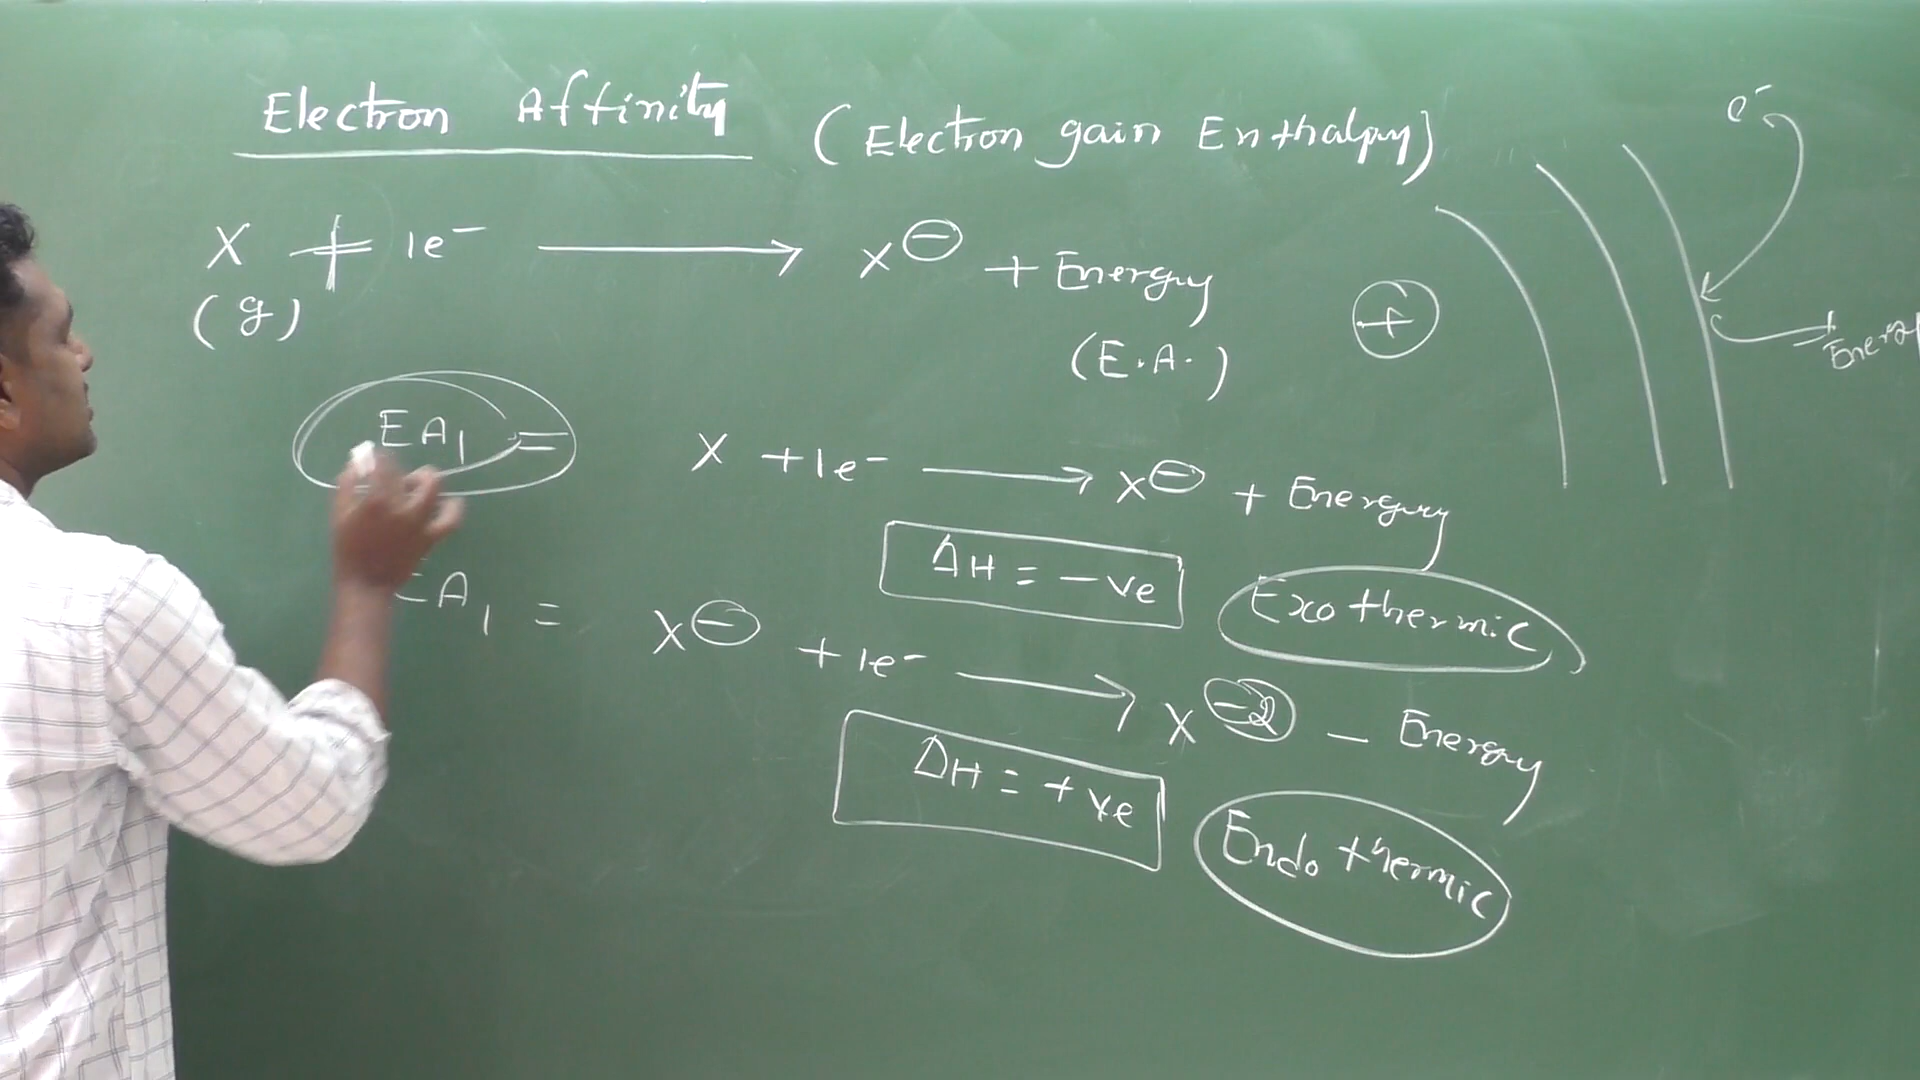 Electron Affinity (Electron gain Enthalpy)
e⁻
X + 1e⁻ ⟶ X⊖ + Energy
(g)
(E.A.)
+
Energy
EA₁ = X + 1e⁻ ⟶ X⊖ + Energy
ΔH = -ve Exothermic
EA₁ = X⊖ + 1e⁻ ⟶ X⁻² - Energy
ΔH = +ve Endothermic